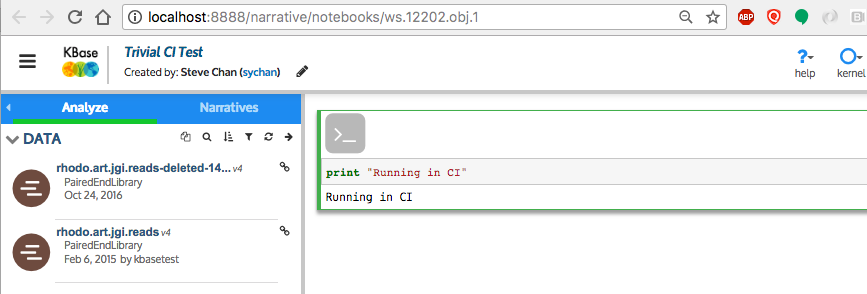 localhost:8888/narrative/notebooks/ws.12202.obj.1
ABP
KBase
Trivial CI Test
Created by: Steve Chan (sychan)
?
help
kernel
Analyze
Narratives
DATA
rhodo.art.jgi.reads-deleted-14... v4
PairedEndLibrary
Oct 24, 2016
rhodo.art.jgi.reads v4
PairedEndLibrary
Feb 6, 2015 by kbasetest
>_
print "Running in CI"
Running in CI